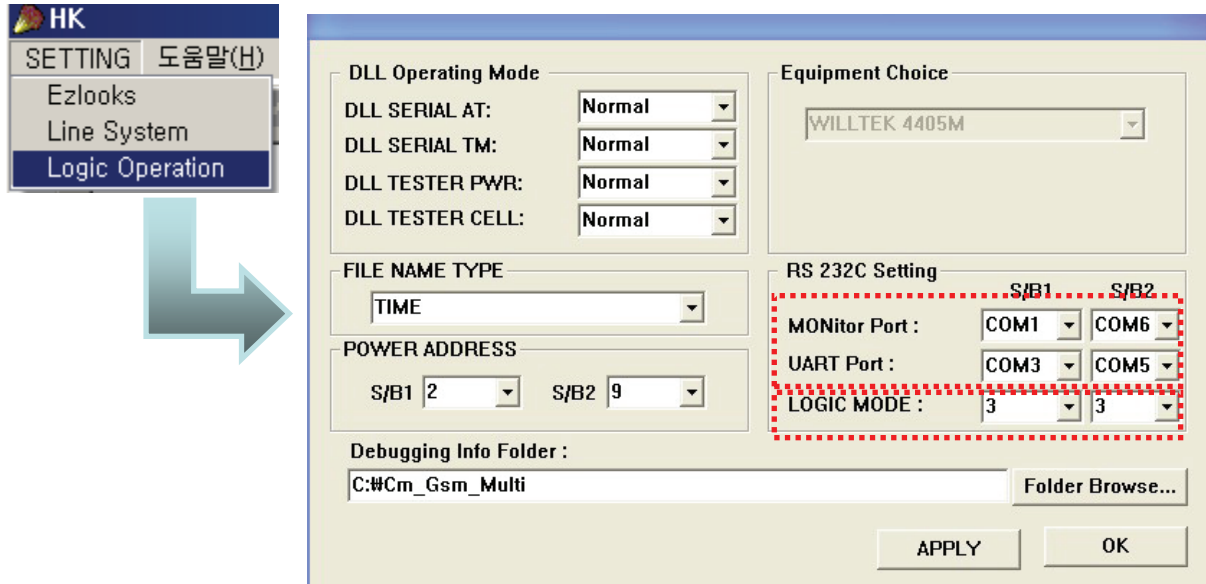 HK
SETTING 도움말(H)
Ezlooks
Line System
Logic Operation
DLL Operating Mode
DLL SERIAL AT: Normal
DLL SERIAL TM: Normal
DLL TESTER PWR: Normal
DLL TESTER CELL: Normal
Equipment Choice
WILLTEK 4405M
FILE NAME TYPE
TIME
POWER ADDRESS
S/B1 2 S/B2 9
RS 232C Setting
S/B1 S/B2
MONitor Port : COM1 COM6
UART Port : COM3 COM5
LOGIC MODE : 3 3
Debugging Info Folder :
C:₩Cm_Gsm_Multi Folder Browse...
APPLY OK